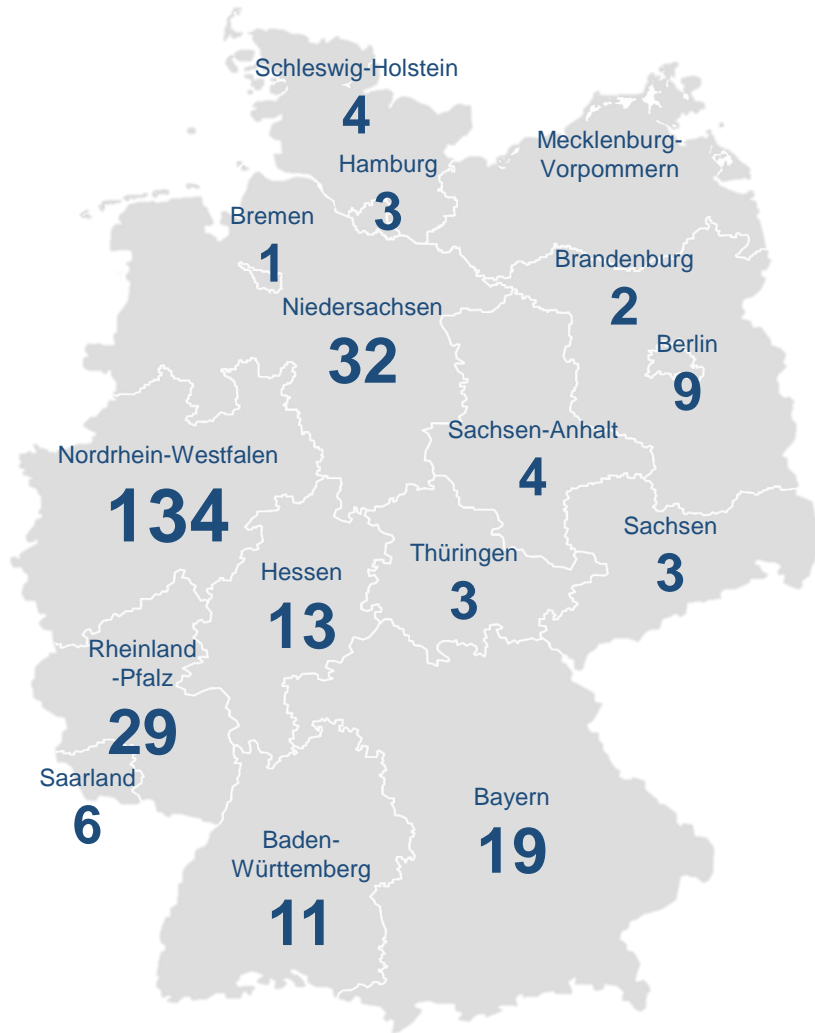 Schleswig-Holstein
4
Hamburg
3
Mecklenburg-
Vorpommern
Bremen
1
Niedersachsen
32
Brandenburg
2
Berlin
9
Nordrhein-Westfalen
134
Sachsen-Anhalt
4
Sachsen
3
Thüringen
3
Hessen
13
Rheinland
-Pfalz
29
Saarland
6
Baden-
Württemberg
11
Bayern
19